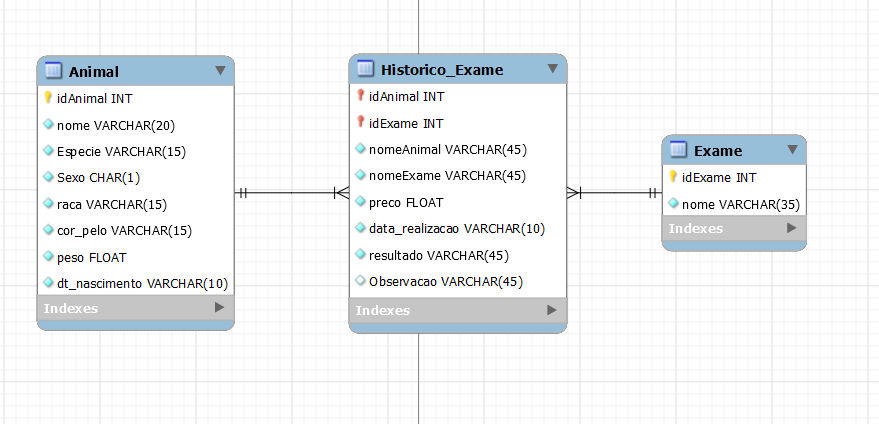 Animal
idAnimal INT
nome VARCHAR(20)
Especie VARCHAR(15)
Sexo CHAR(1)
raca VARCHAR(15)
cor_pelo VARCHAR(15)
peso FLOAT
dt_nascimento VARCHAR(10)
Indexes
Historico_Exame
idAnimal INT
idExame INT
nomeAnimal VARCHAR(45)
nomeExame VARCHAR(45)
preco FLOAT
data_realizacao VARCHAR(10)
resultado VARCHAR(45)
Observacao VARCHAR(45)
Indexes
Exame
idExame INT
nome VARCHAR(35)
Indexes